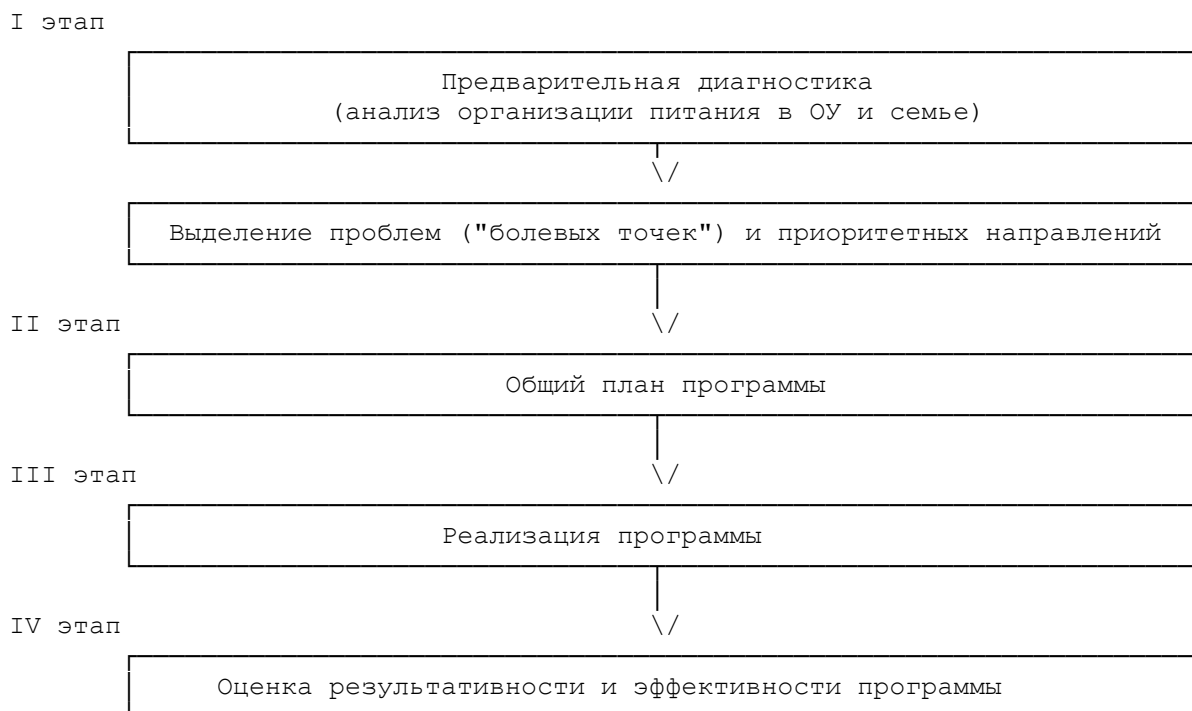 I этап
Предварительная диагностика
(анализ организации питания в ОУ и семье)
Выделение проблем ("болевых точек") и приоритетных направлений
II этап
Общий план программы
III этап
Реализация программы
IV этап
Оценка результативности и эффективности программы